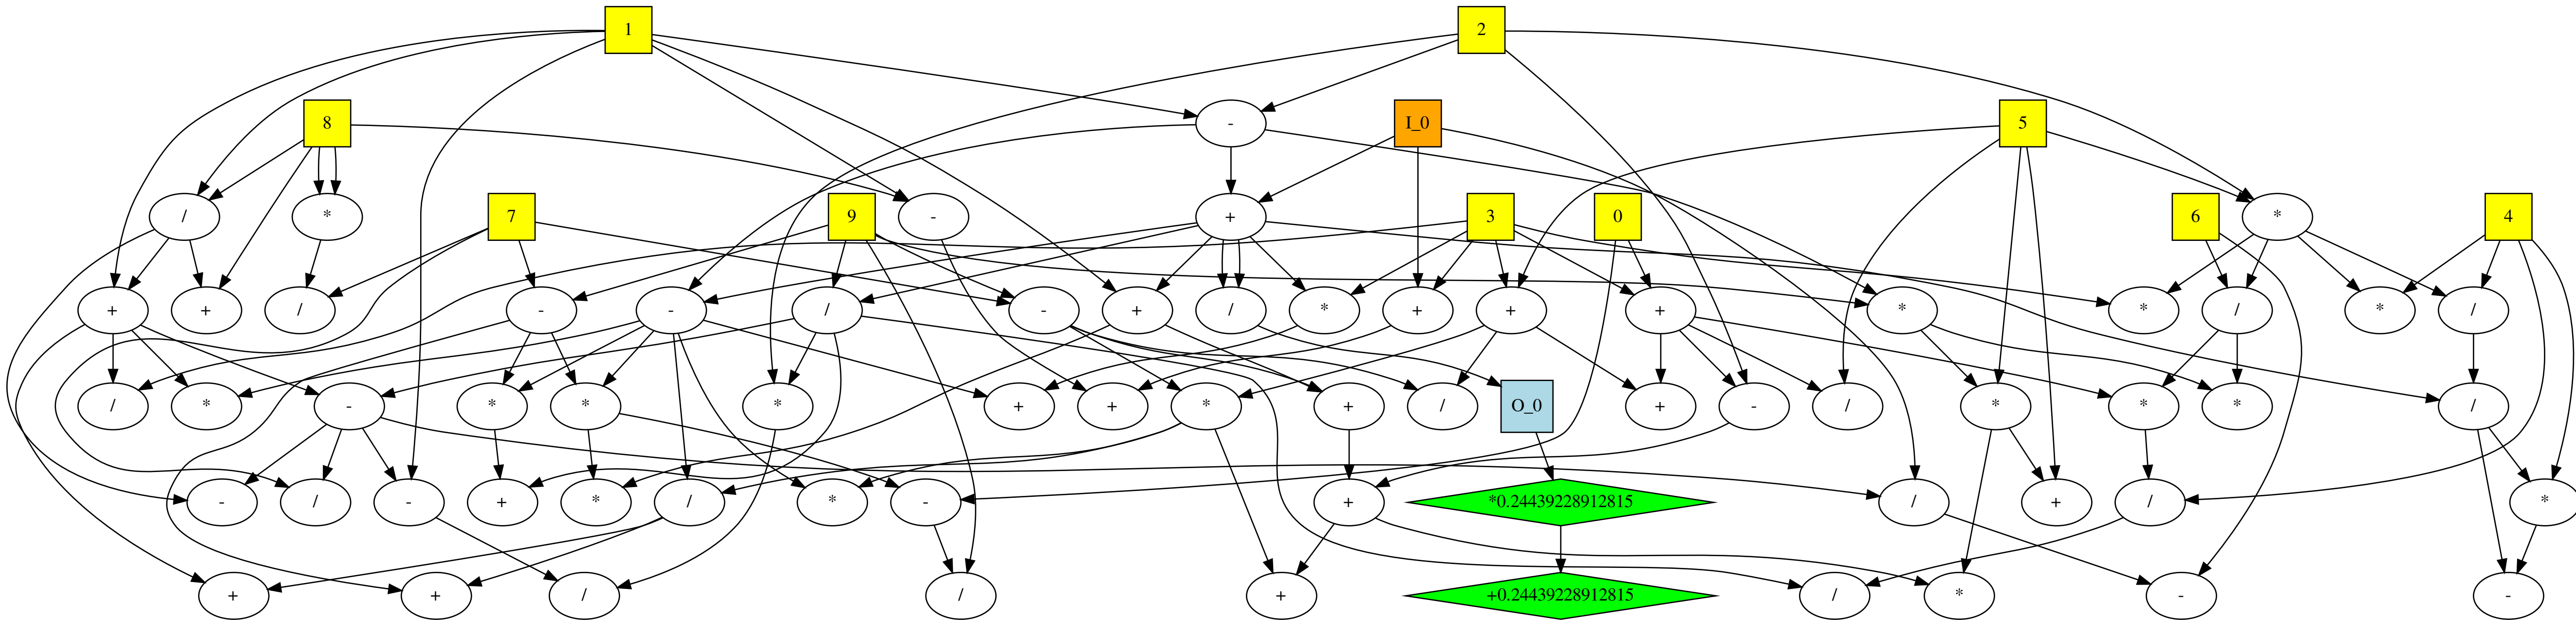 1 2
8 - I_0 5
/ * 7 9 - + 3 0 6 * 4
+ + / - - / - + / * + + + * * / * /
/ * - * * * + + * + / O_0 + - / * * * /
- / - + * / * - + *0.24439228912815 / + / *
+ + / / + +0.24439228912815 / * - -